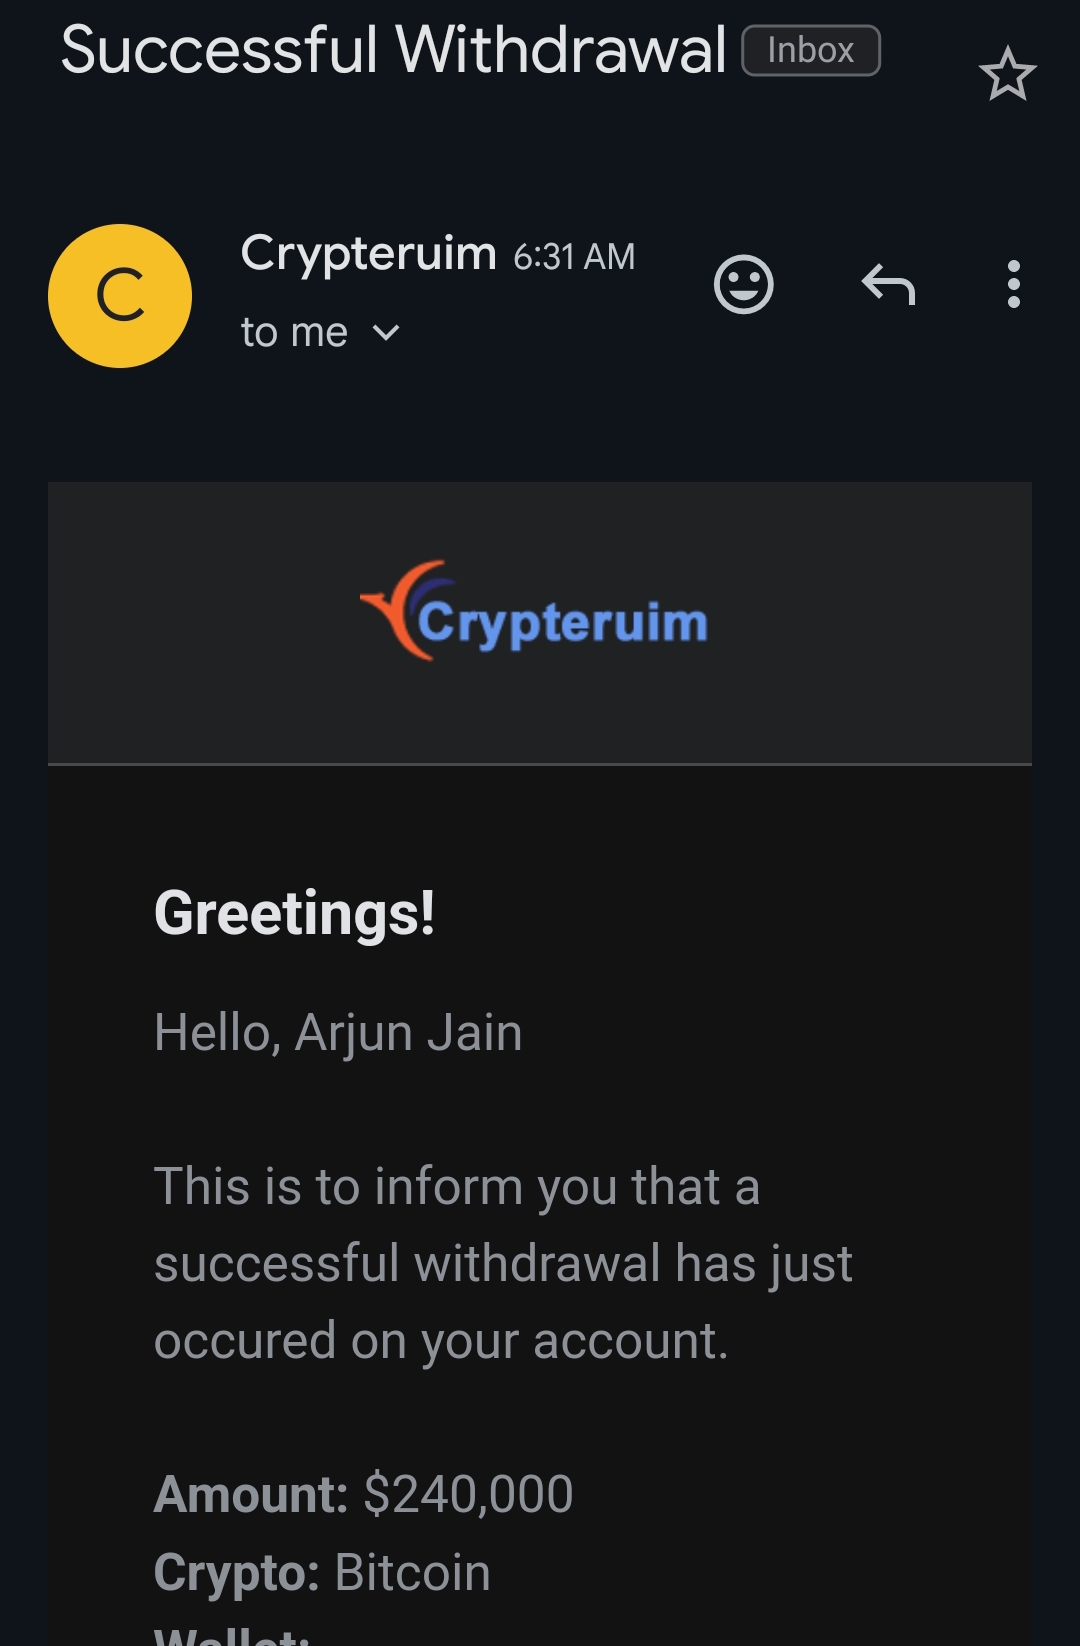 Successful Withdrawal Inbox
C
Crypteruim 6:31 AM
to me
Crypteruim
Greetings!
Hello, Arjun Jain
This is to inform you that a
successful withdrawal has just
occured on your account.
Amount: $240,000
Crypto: Bitcoin
Wallet: